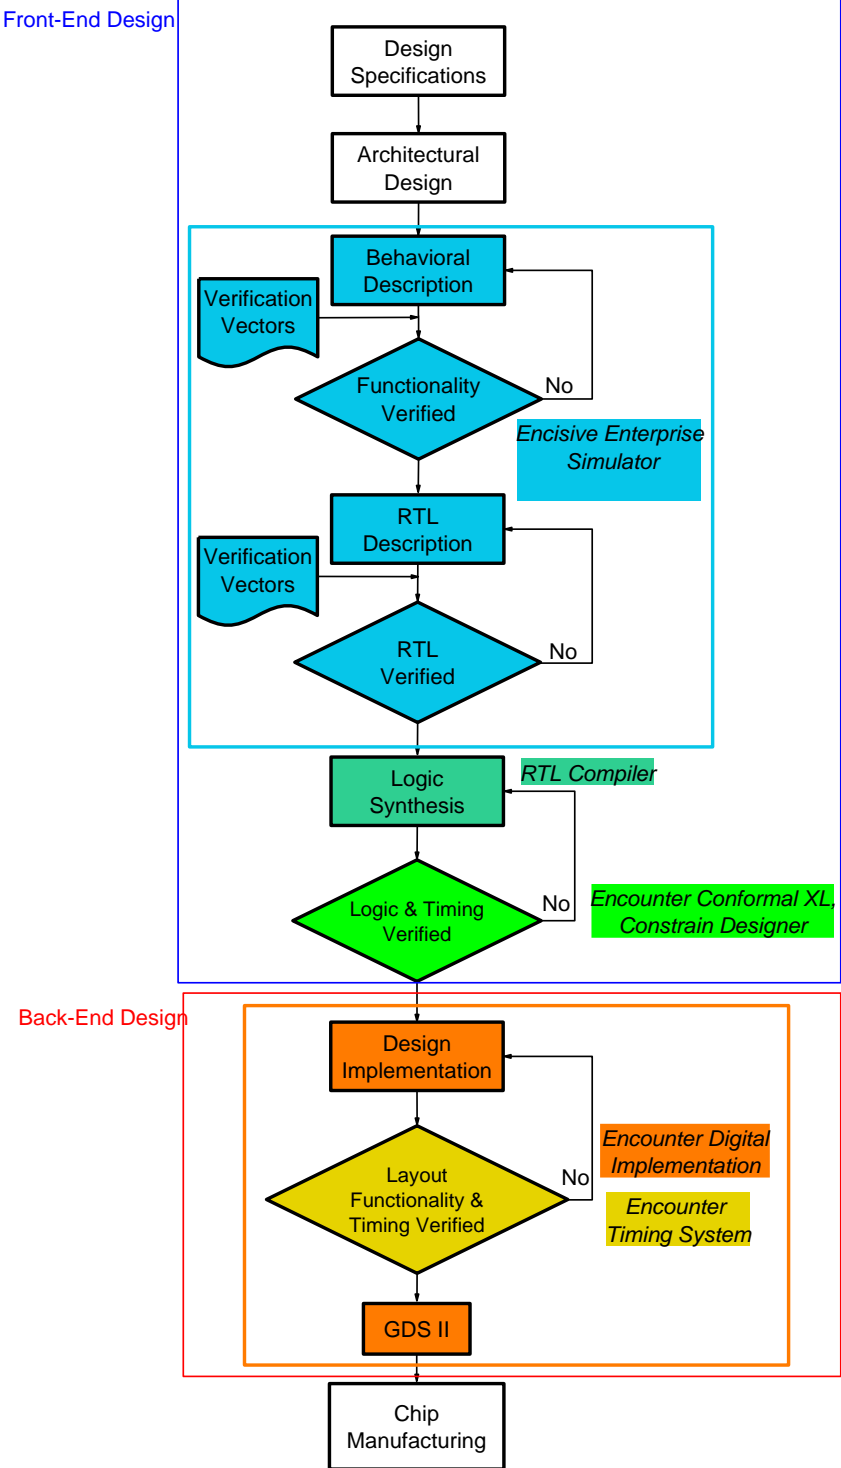 Front-End Design
Design
Specifications
Architectural
Design
Behavioral
Description
Verification
Vectors
Functionality
Verified
No
Encisive Enterprise
Simulator
RTL
Description
Verification
Vectors
RTL
Verified
No
Logic
Synthesis
RTL Compiler
Logic & Timing
Verified
No
Encounter Conformal XL,
Constrain Designer
Back-End Design
Design
Implementation
Encounter Digital
Implementation
Layout
Functionality &
Timing Verified
No
Encounter
Timing System
GDS II
Chip
Manufacturing